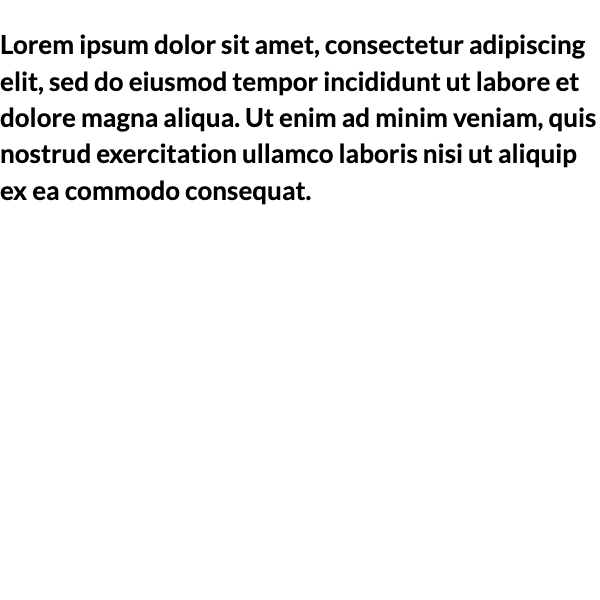 Lorem ipsum dolor sit amet, consectetur adipiscing
elit, sed do eiusmod tempor incididunt ut labore et
dolore magna aliqua. Ut enim ad minim veniam, quis
nostrud exercitation ullamco laboris nisi ut aliquip
ex ea commodo consequat.